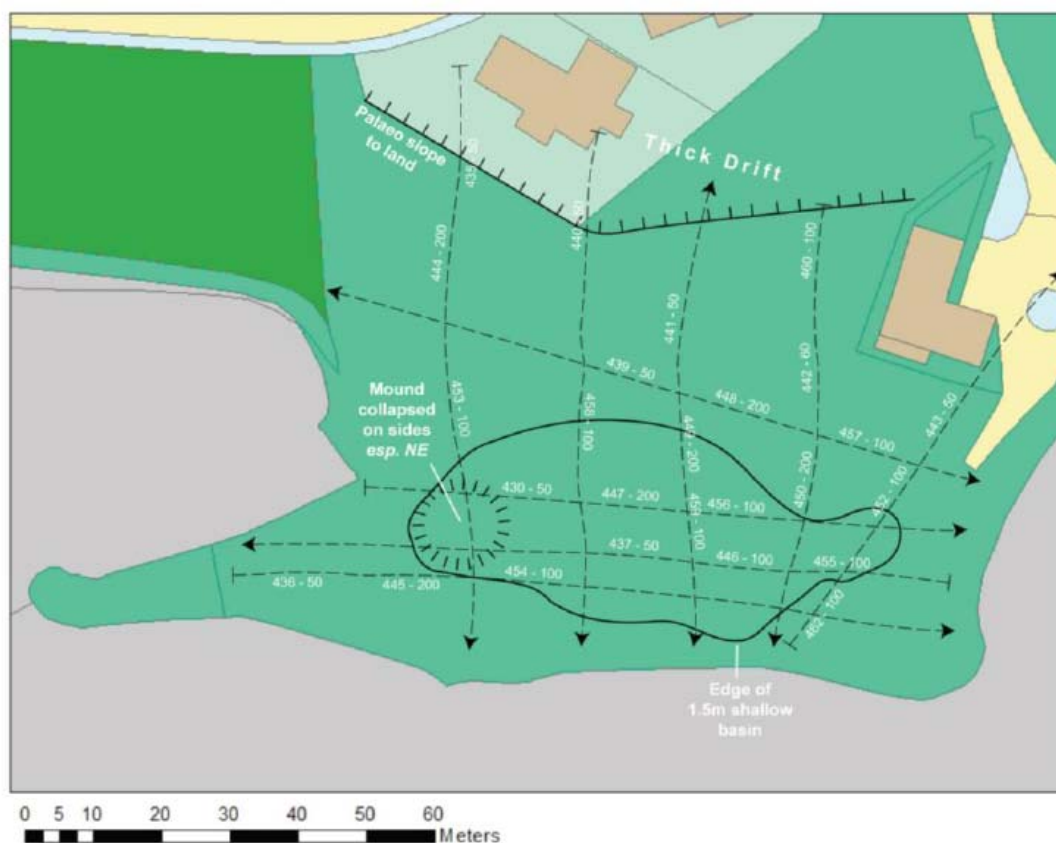 Palaeo slope
to land
Thick Drift
435 - 50
440 - 50
444 - 200
460 - 100
441 - 50
442 - 60
439 - 50
448 - 200
443 - 50
457 - 100
Mound
collapsed
on sides
esp. NE
453 - 100
458 - 100
449 - 200
450 - 200
452 - 100
430 - 50
447 - 200
456 - 100
459 - 100
437 - 50
446 - 100
455 - 100
436 - 50
445 - 200
454 - 100
462 - 100
Edge of
1.5m shallow
basin
0 5 10 20 30 40 50 60
Meters